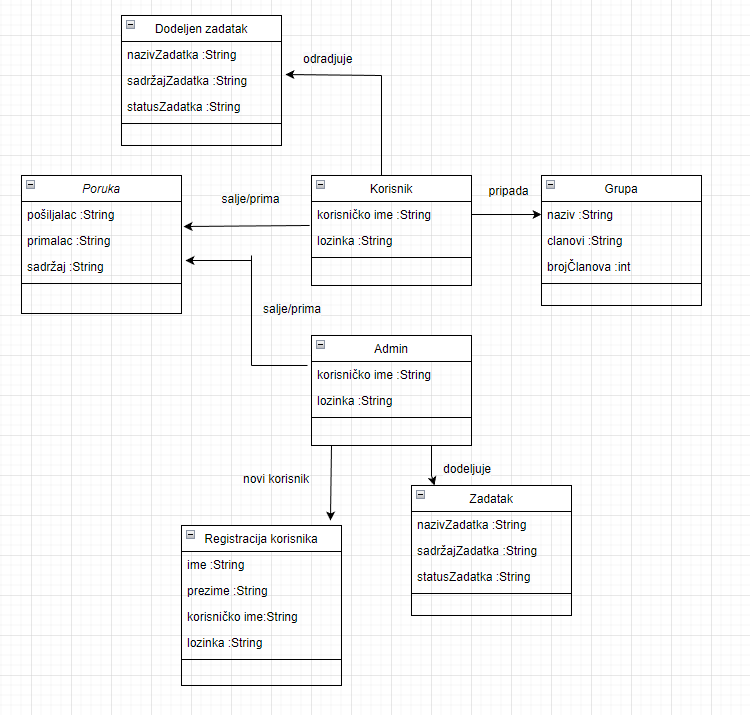 Dodeljen zadatak
nazivZadatka :String
sadržajZadatka :String
statusZadatka :String
odradjuje
Poruka
pošiljalac :String
primalac :String
sadržaj :String
salje/prima
Korisnik
korisničko ime :String
lozinka :String
pripada
Grupa
naziv :String
clanovi :String
brojČlanova :int
salje/prima
Admin
korisničko ime :String
lozinka :String
novi korisnik
dodeljuje
Zadatak
nazivZadatka :String
sadržajZadatka :String
statusZadatka :String
Registracija korisnika
ime :String
prezime :String
korisničko ime:String
lozinka :String